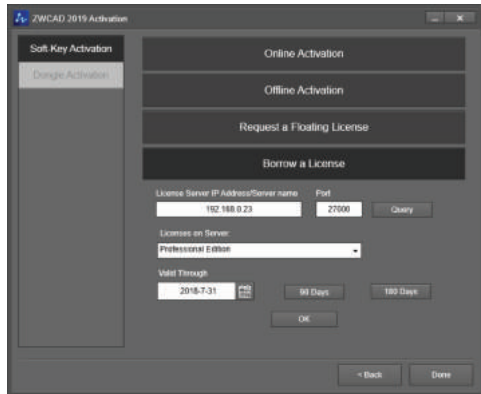 ZWCAD 2019 Activation
Soft Key Activation
Dongle Activation
Online Activation
Offline Activation
Request a Floating License
Borrow a License
License Server IP Address/Server name Port
192.168.0.23 27000 Query
Licenses on Server:
Professional Edition
Valid Through
2018-7-31 90 Days 180 Days
OK
< Back Done